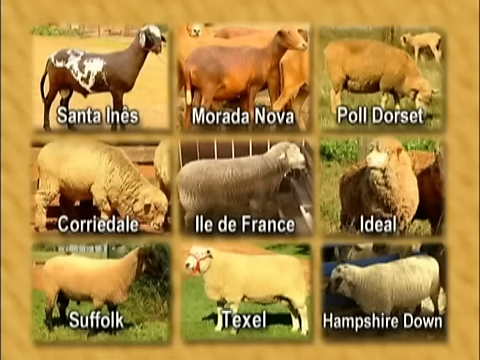 Santa Inês
Morada Nova
Poll Dorset
Corriedale
Ile de France
Ideal
Suffolk
Texel
Hampshire Down